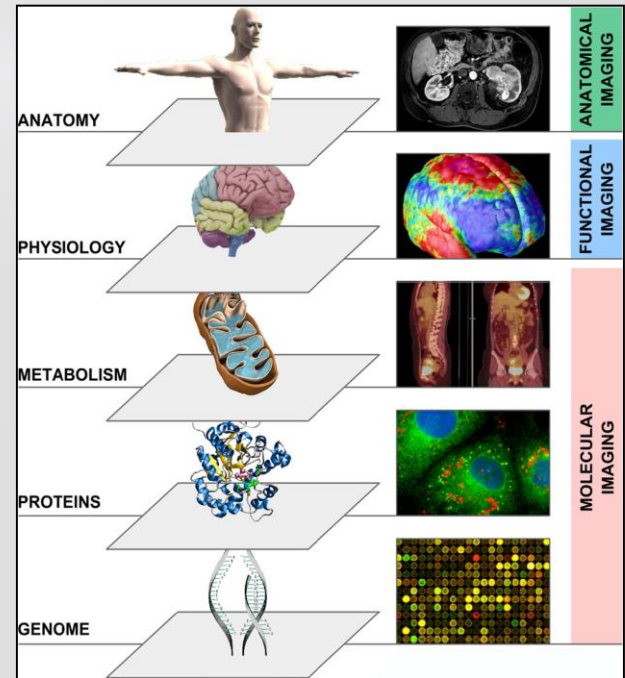 ANATOMY
ANATOMICAL
IMAGING
PHYSIOLOGY
FUNCTIONAL
IMAGING
METABOLISM
PROTEINS
MOLECULAR
IMAGING
GENOME